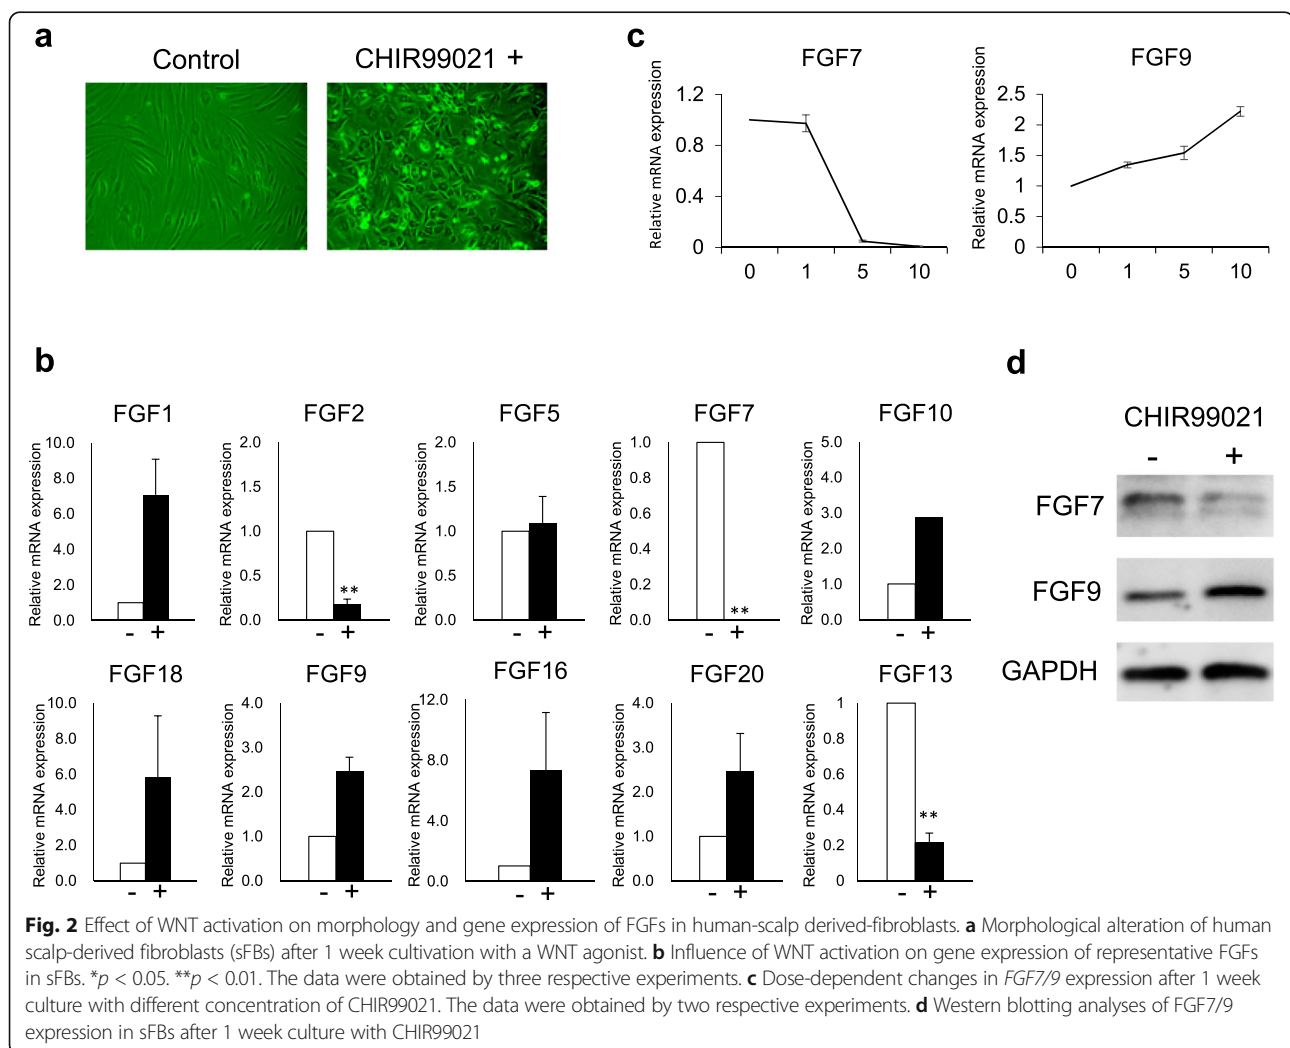 a
Control
CHIR99021 +
c
FGF7
Relative mRNA expression
1.2
0.8
0.4
0
0
1
5
10
FGF9
Relative mRNA expression
2.5
2
1.5
1
0.5
0
0
1
5
10
b
FGF1
Relative mRNA expression
10.0
8.0
6.0
4.0
2.0
0.0
- +
FGF2
Relative mRNA expression
2.0
1.5
1.0
0.5
0.0
**
- +
FGF5
Relative mRNA expression
2.0
1.5
1.0
0.5
0.0
- +
FGF7
Relative mRNA expression
1.0
0.8
0.6
0.4
0.2
0.0
**
- +
FGF10
Relative mRNA expression
5.0
3.0
2.0
1.0
0.0
- +
FGF18
Relative mRNA expression
10.0
8.0
6.0
4.0
2.0
0.0
- +
FGF9
Relative mRNA expression
4.0
3.0
2.0
1.0
0.0
- +
FGF16
Relative mRNA expression
12.0
8.0
4.0
0.0
- +
FGF20
Relative mRNA expression
4.0
3.0
2.0
1.0
0.0
- +
FGF13
Relative mRNA expression
1
0.8
0.6
0.4
0.2
0
**
- +
d
CHIR99021
- +
FGF7
FGF9
GAPDH
Fig. 2 Effect of WNT activation on morphology and gene expression of FGFs in human-scalp derived-fibroblasts. a Morphological alteration of human
scalp-derived fibroblasts (sFBs) after 1 week cultivation with a WNT agonist. b Influence of WNT activation on gene expression of representative FGFs
in sFBs. *p < 0.05. **p < 0.01. The data were obtained by three respective experiments. c Dose-dependent changes in FGF7/9 expression after 1 week
culture with different concentration of CHIR99021. The data were obtained by two respective experiments. d Western blotting analyses of FGF7/9
expression in sFBs after 1 week culture with CHIR99021